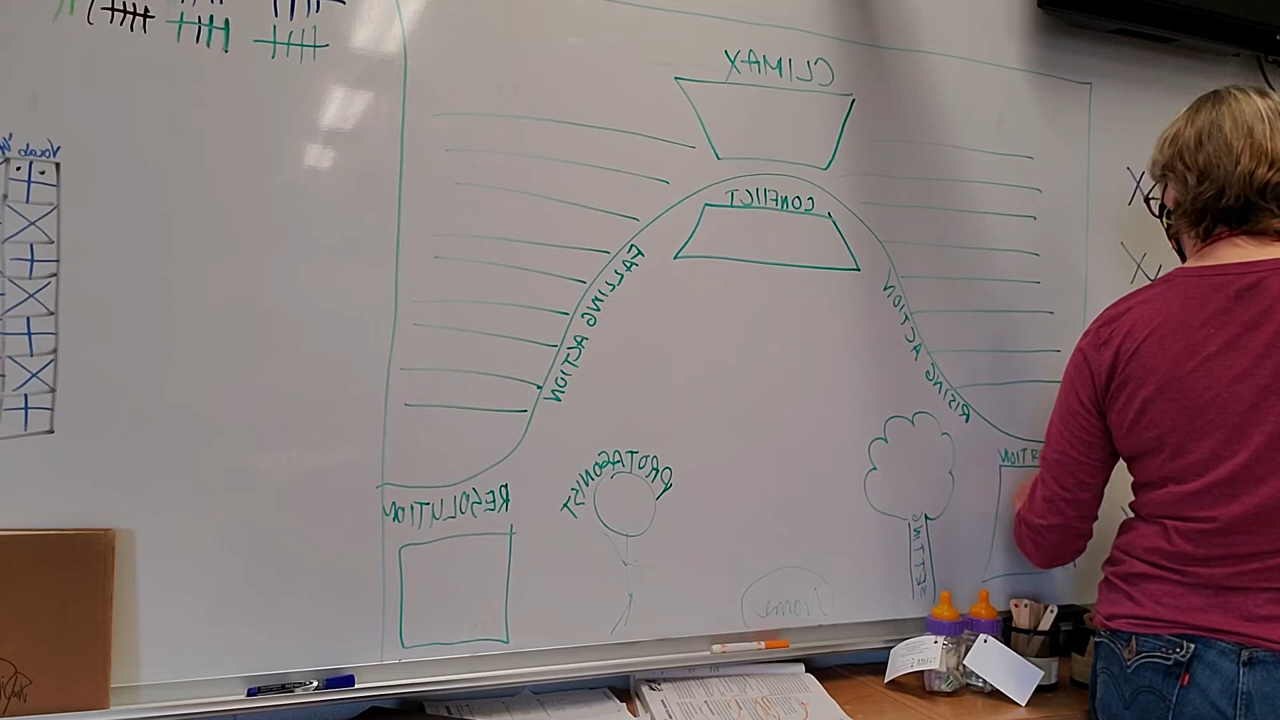 Vocab
CLIMAX
CONFLICT
FALLING ACTION
RISING ACTION
PROTAGONIST
SETTING
RESOLUTION